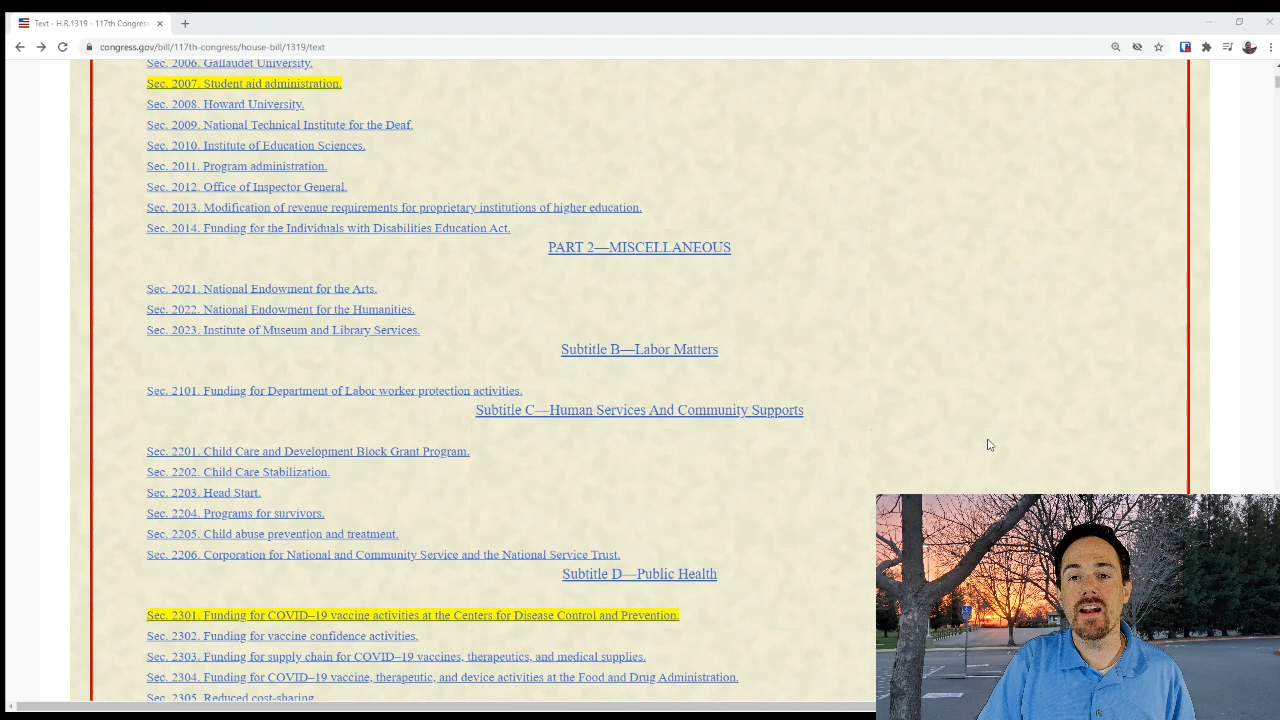 Text - H.R.1319 - 117th Congres
congress.gov/bill/117th-congress/house-bill/1319/text
Sec. 2006. Gallaudet University.
Sec. 2007. Student aid administration.
Sec. 2008. Howard University.
Sec. 2009. National Technical Institute for the Deaf.
Sec. 2010. Institute of Education Sciences.
Sec. 2011. Program administration.
Sec. 2012. Office of Inspector General.
Sec. 2013. Modification of revenue requirements for proprietary institutions of higher education.
Sec. 2014. Funding for the Individuals with Disabilities Education Act.
PART 2—MISCELLANEOUS
Sec. 2021. National Endowment for the Arts.
Sec. 2022. National Endowment for the Humanities.
Sec. 2023. Institute of Museum and Library Services.
Subtitle B—Labor Matters
Sec. 2101. Funding for Department of Labor worker protection activities.
Subtitle C—Human Services And Community Supports
Sec. 2201. Child Care and Development Block Grant Program.
Sec. 2202. Child Care Stabilization.
Sec. 2203. Head Start.
Sec. 2204. Programs for survivors.
Sec. 2205. Child abuse prevention and treatment.
Sec. 2206. Corporation for National and Community Service and the National Service Trust.
Subtitle D—Public Health
Sec. 2301. Funding for COVID–19 vaccine activities at the Centers for Disease Control and Prevention.
Sec. 2302. Funding for vaccine confidence activities.
Sec. 2303. Funding for supply chain for COVID–19 vaccines, therapeutics, and medical supplies.
Sec. 2304. Funding for COVID–19 vaccine, therapeutic, and device activities at the Food and Drug Administration.
Sec. 2305. Reduced cost-sharing.